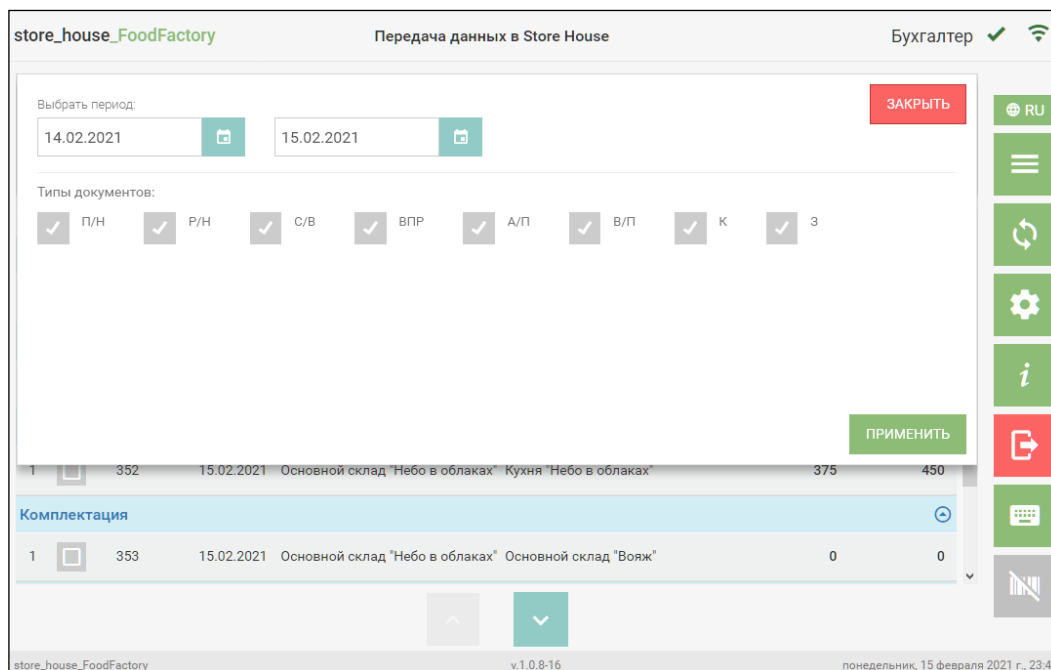 store_house_FoodFactory Передача данных в Store House Бухгалтер
Выбрать период: ЗАКРЫТЬ
RU
14.02.2021 15.02.2021
Типы документов:
П/Н Р/Н С/В ВПР А/П В/П К З
i
ПРИМЕНИТЬ
1 352 15.02.2021 Основной склад "Небо в облаках" Кухня "Небо в облаках" 375 450
Комплектация
1 353 15.02.2021 Основной склад "Небо в облаках" Основной склад "Вояж" 0 0
store_house_FoodFactory v.1.0.8-16 понедельник, 15 февраля 2021 г., 23:4